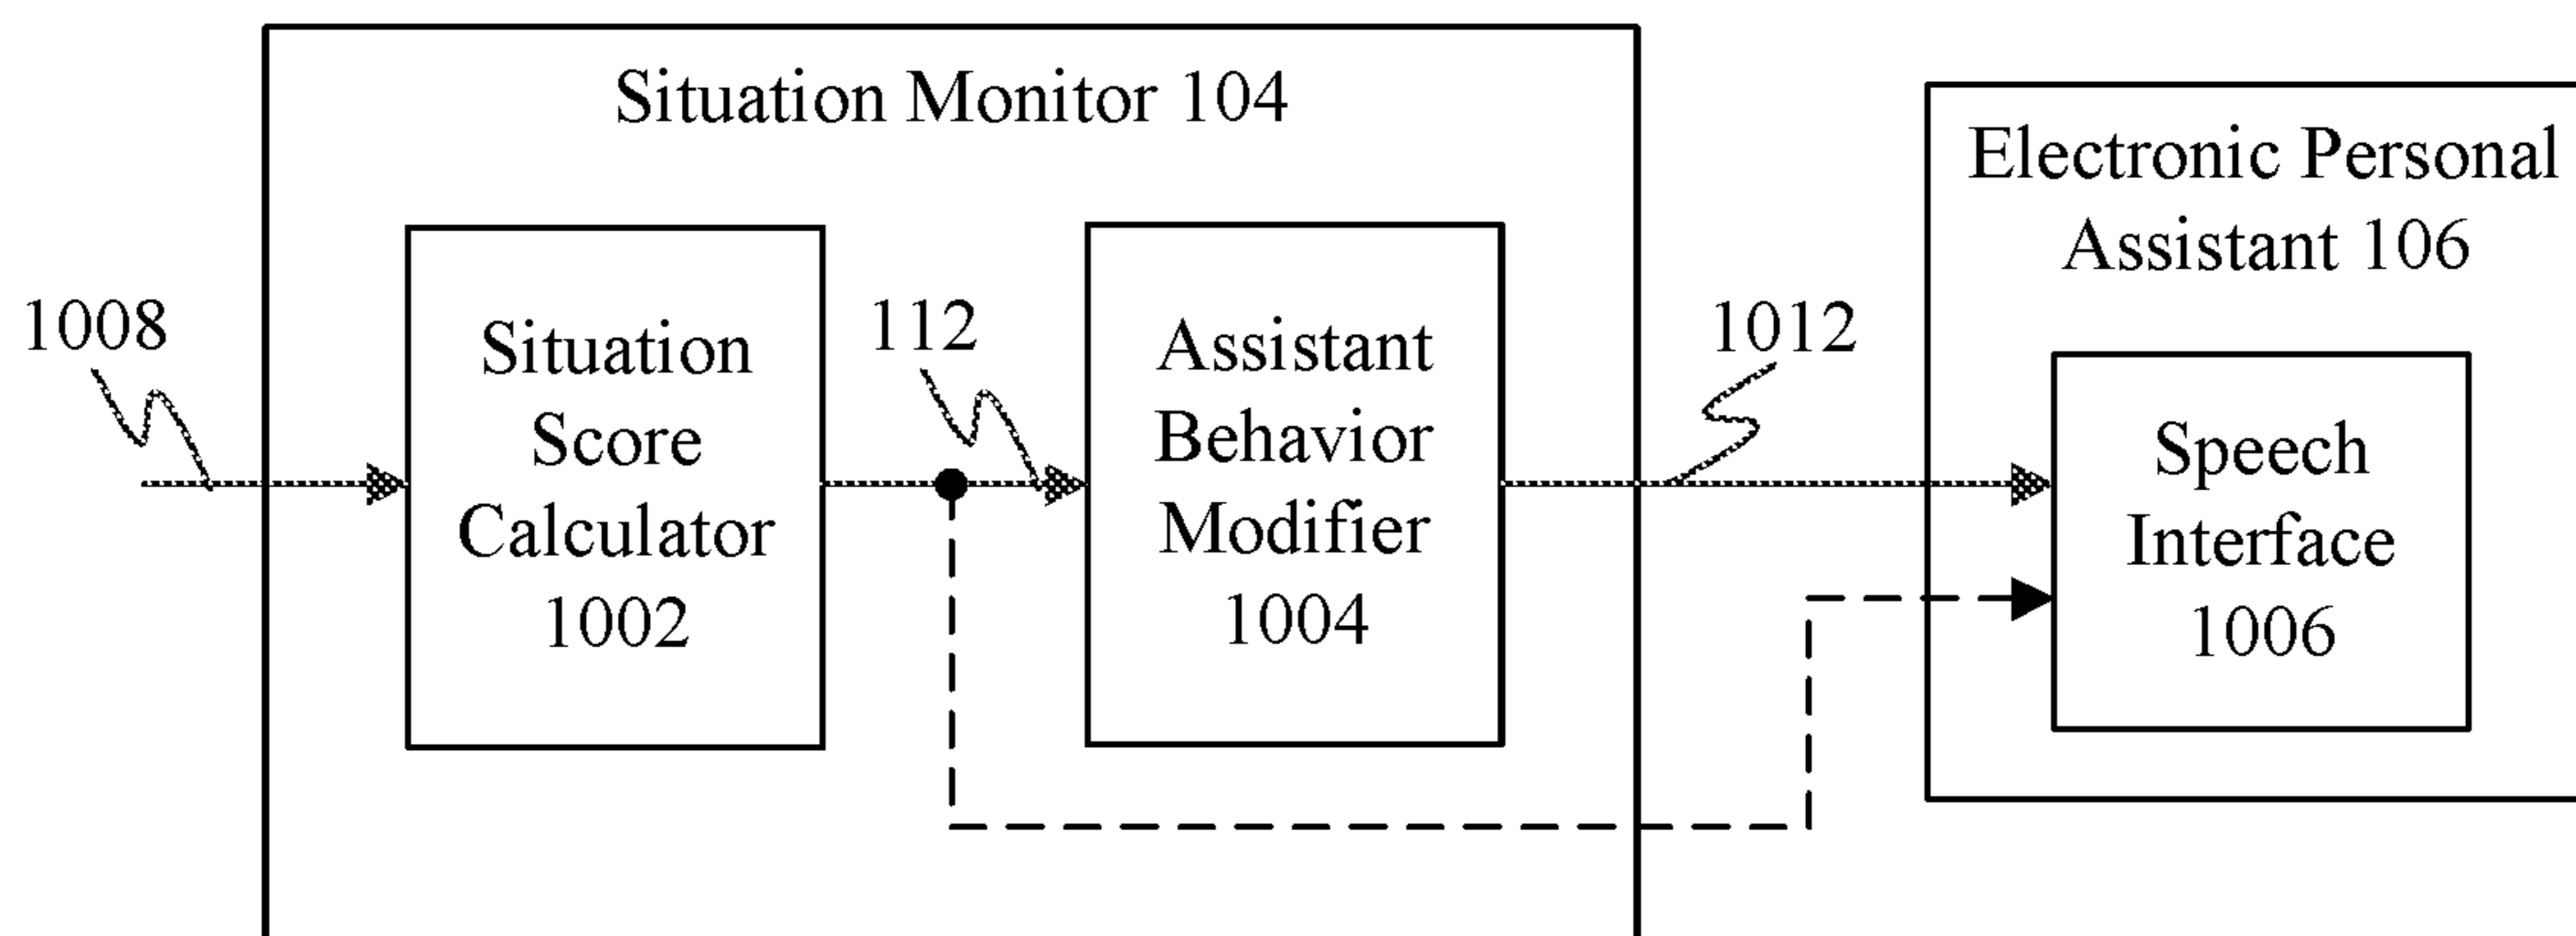 Situation Monitor 104
Electronic Personal
Assistant 106
1008
Situation
Score
Calculator
1002
112
Assistant
Behavior
Modifier
1004
1012
Speech
Interface
1006